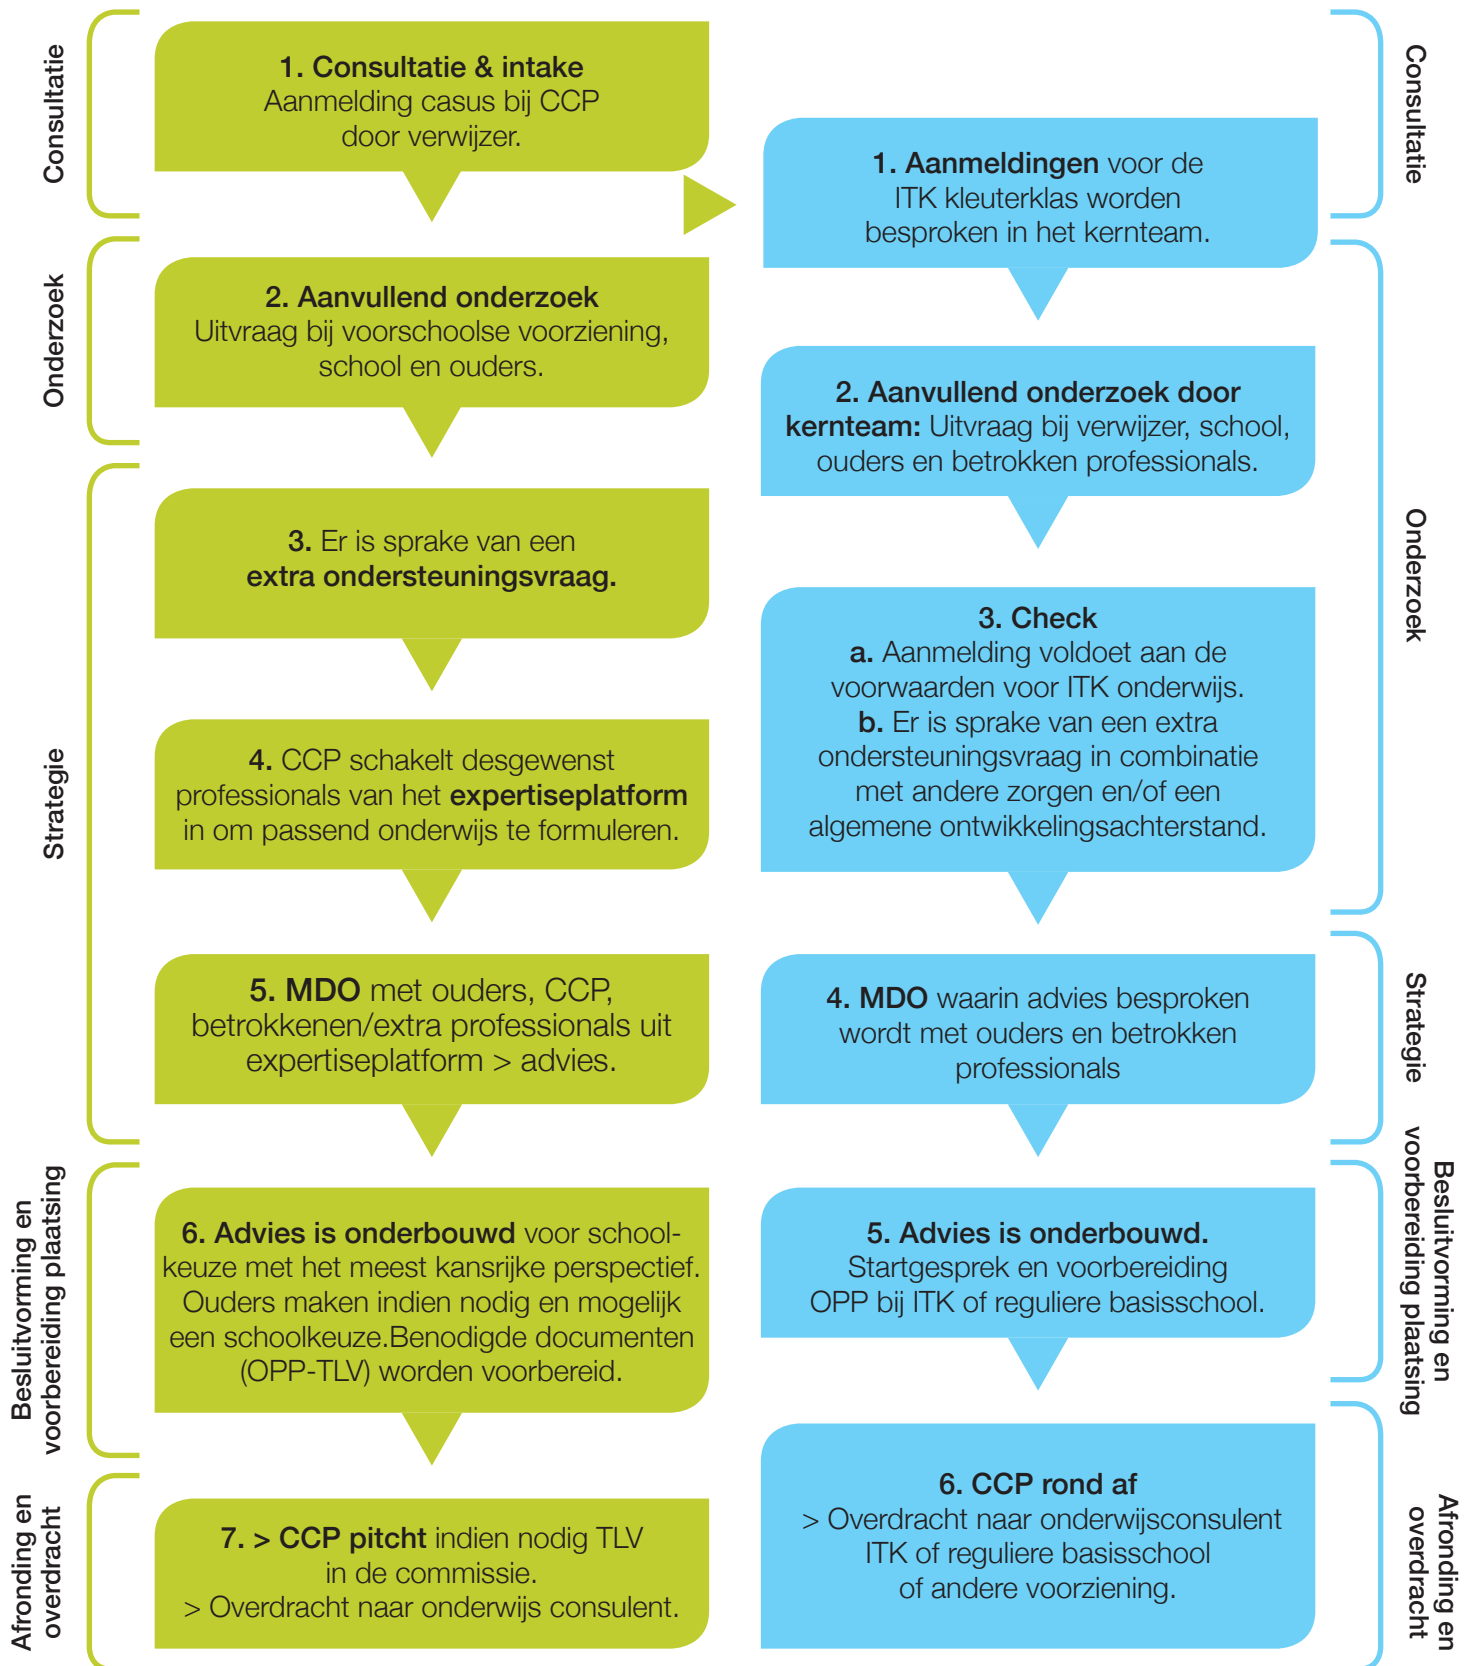 Consultatie
1. Consultatie & intake
Aanmelding casus bij CCP
door verwijzer.
Onderzoek
2. Aanvullend onderzoek
Uitvraag bij voorschoolse voorziening,
school en ouders.
Strategie
3. Er is sprake van een
extra ondersteuningsvraag.
4. CCP schakelt desgewenst
professionals van het expertiseplatform
in om passend onderwijs te formuleren.
5. MDO met ouders, CCP,
betrokkenen/extra professionals uit
expertiseplatform > advies.
Besluitvorming en
voorbereiding plaatsing
6. Advies is onderbouwd voor school-
keuze met het meest kansrijke perspectief.
Ouders maken indien nodig en mogelijk
een schoolkeuze.Benodigde documenten
(OPP-TLV) worden voorbereid.
Afronding en
overdracht
7. > CCP pitcht indien nodig TLV
in de commissie.
> Overdracht naar onderwijs consulent.
Consultatie
1. Aanmeldingen voor de
ITK kleuterklas worden
besproken in het kernteam.
Onderzoek
2. Aanvullend onderzoek door
kernteam: Uitvraag bij verwijzer, school,
ouders en betrokken professionals.
3. Check
a. Aanmelding voldoet aan de
voorwaarden voor ITK onderwijs.
b. Er is sprake van een extra
ondersteuningsvraag in combinatie
met andere zorgen en/of een
algemene ontwikkelingsachterstand.
Strategie
4. MDO waarin advies besproken
wordt met ouders en betrokken
professionals
Besluitvorming en
voorbereiding plaatsing
5. Advies is onderbouwd.
Startgesprek en voorbereiding
OPP bij ITK of reguliere basisschool.
Afronding en
overdracht
6. CCP rond af
> Overdracht naar onderwijsconsulent
ITK of reguliere basisschool
of andere voorziening.